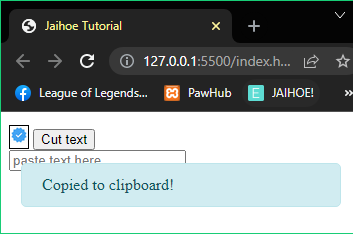 Jaihoe Tutorial
127.0.0.1:5500/index.h...
League of Legends... PawHub E JAIHOE!
Cut text
paste text here
Copied to clipboard!